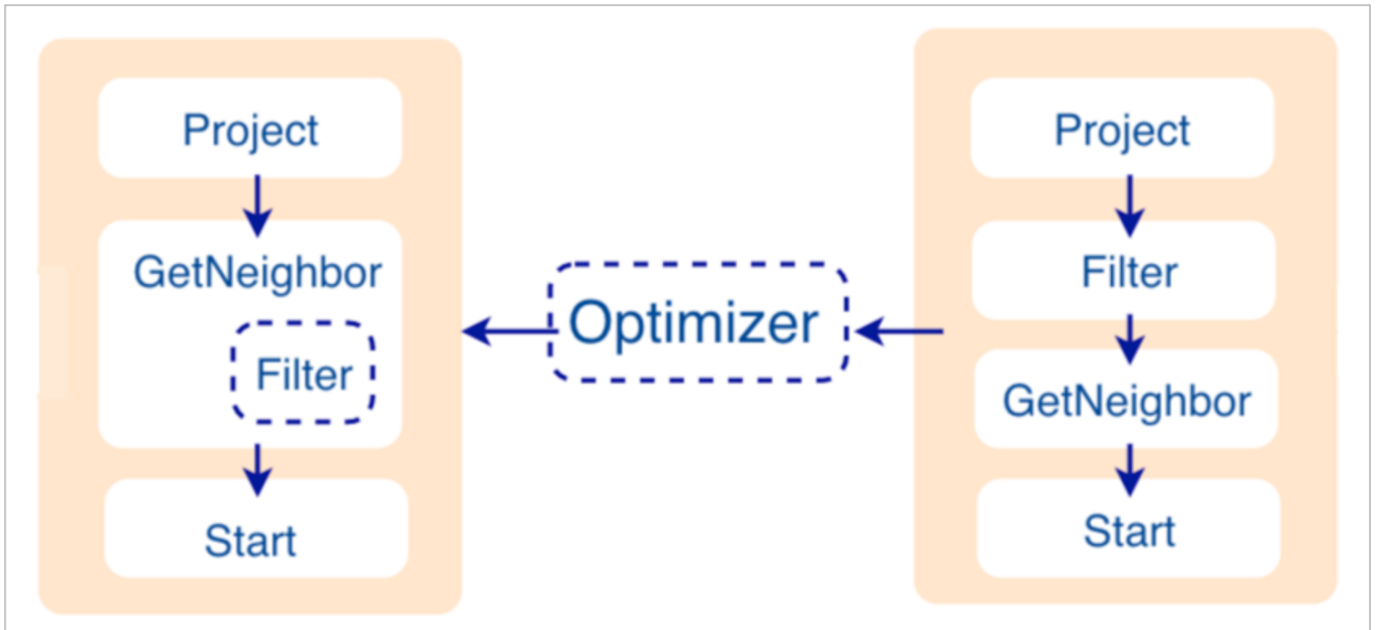 Project
GetNeighbor
Filter
Start
Optimizer
Project
Filter
GetNeighbor
Start